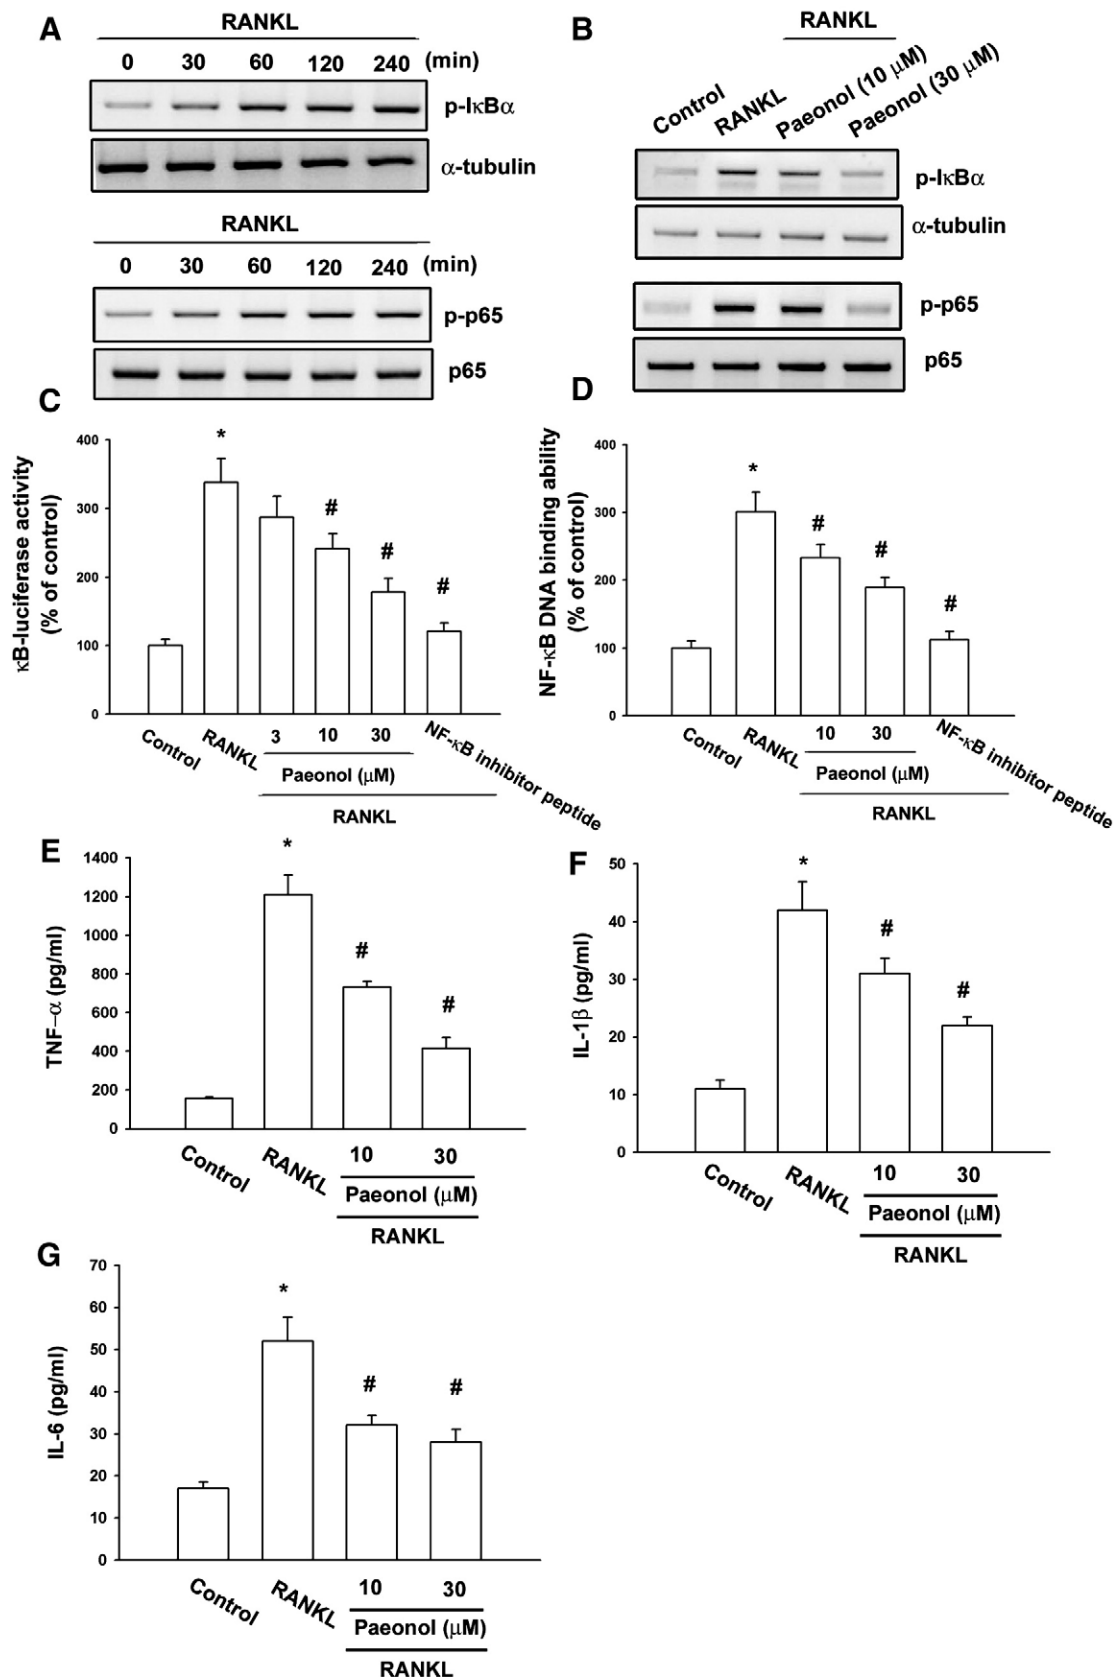 A
RANKL
0 30 60 120 240 (min)
p-IκBα
α-tubulin
RANKL
0 30 60 120 240 (min)
p-p65
p65
B
RANKL
Control RANKL Paeonol (10 μM) Paeonol (30 μM)
p-IκBα
α-tubulin
p-p65
p65
C
κB-luciferase activity
(% of control)
400
300
200
100
0
*
#
#
#
Control RANKL 3 10 30 NF-κB inhibitor peptide
Paeonol (μM)
RANKL
D
NF-κB DNA binding ability
(% of control)
400
300
200
100
0
*
#
#
#
Control RANKL 10 30 NF-κB inhibitor peptide
Paeonol (μM)
RANKL
E
TNF−α (pg/ml)
1400
1200
1000
800
600
400
200
0
*
#
#
Control RANKL 10 30
Paeonol (μM)
RANKL
F
IL-1β (pg/ml)
50
40
30
20
10
0
*
#
#
Control RANKL 10 30
Paeonol (μM)
RANKL
G
IL-6 (pg/ml)
70
60
50
40
30
20
10
0
*
#
#
Control RANKL 10 30
Paeonol (μM)
RANKL